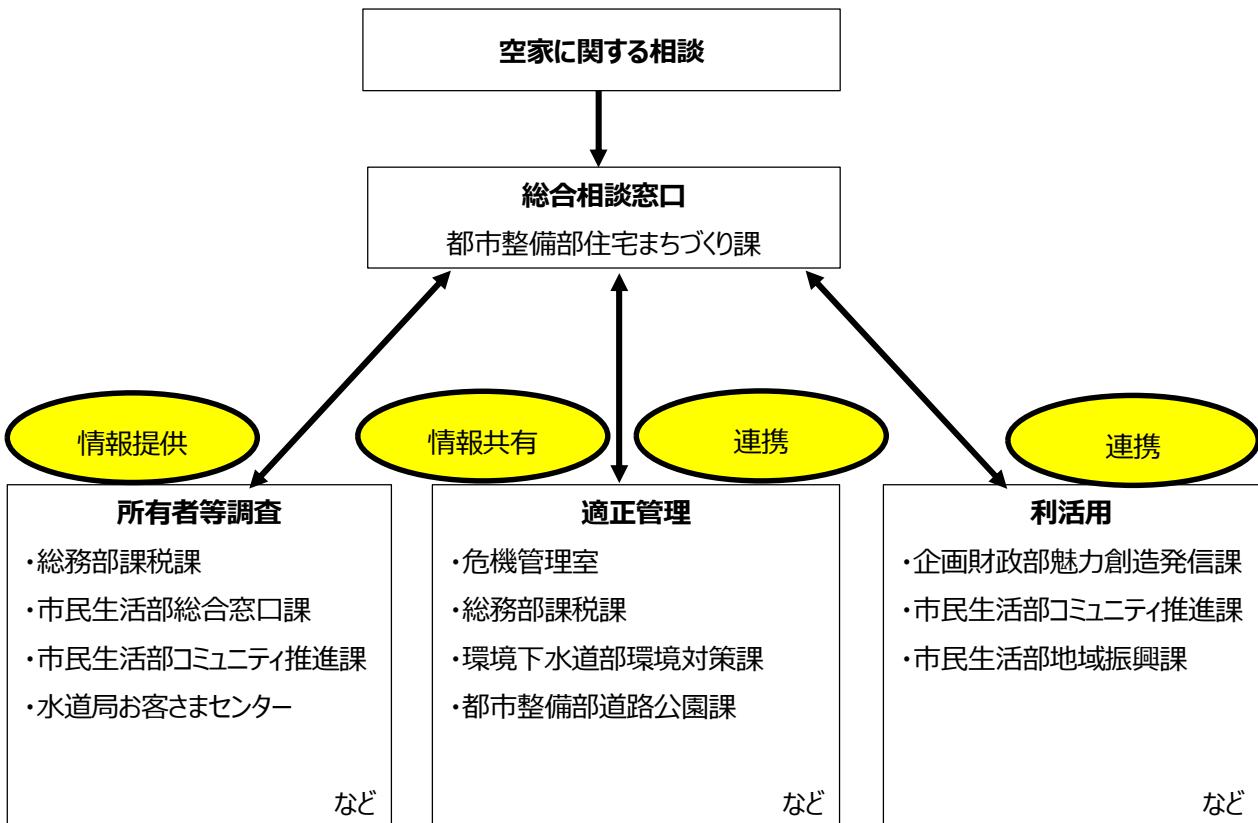 空家に関する相談
総合相談窓口
都市整備部住宅まちづくり課
情報提供
情報共有
連携
連携
所有者等調査
・総務部課税課
・市民生活部総合窓口課
・市民生活部コミュニティ推進課
・水道局お客さまセンター
など
適正管理
・危機管理室
・総務部課税課
・環境下水道部環境対策課
・都市整備部道路公園課
利活用
・企画財政部魅力創造発信課
・市民生活部コミュニティ推進課
・市民生活部地域振興課
など